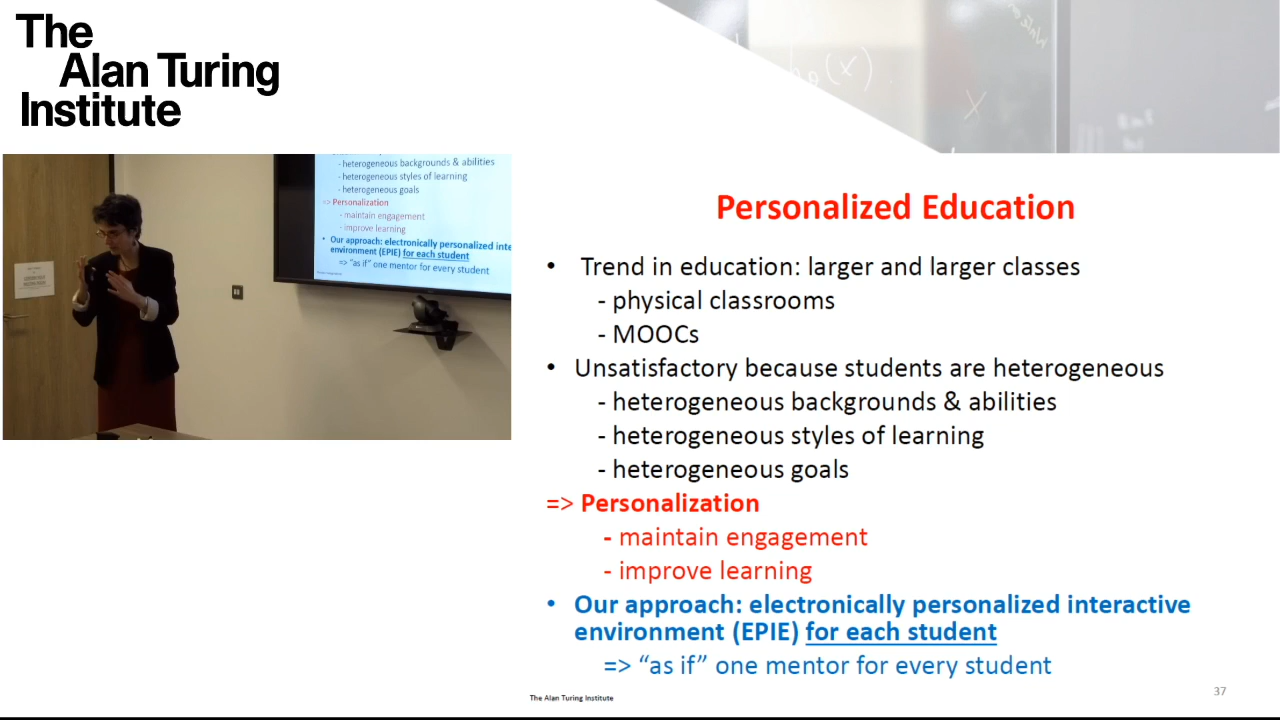 The
Alan Turing
Institute
- heterogeneous backgrounds & abilities
- heterogeneous styles of learning
- heterogeneous goals
=> Personalization
- maintain engagement
- improve learning
• Our approach: electronically personalized inte
environment (EPIE) for each student
=> "as if" one mentor for every student
Personalized Education
• Trend in education: larger and larger classes
- physical classrooms
- MOOCs
• Unsatisfactory because students are heterogeneous
- heterogeneous backgrounds & abilities
- heterogeneous styles of learning
- heterogeneous goals
=> Personalization
- maintain engagement
- improve learning
• Our approach: electronically personalized interactive
environment (EPIE) for each student
=> “as if” one mentor for every student
The Alan Turing Institute
37